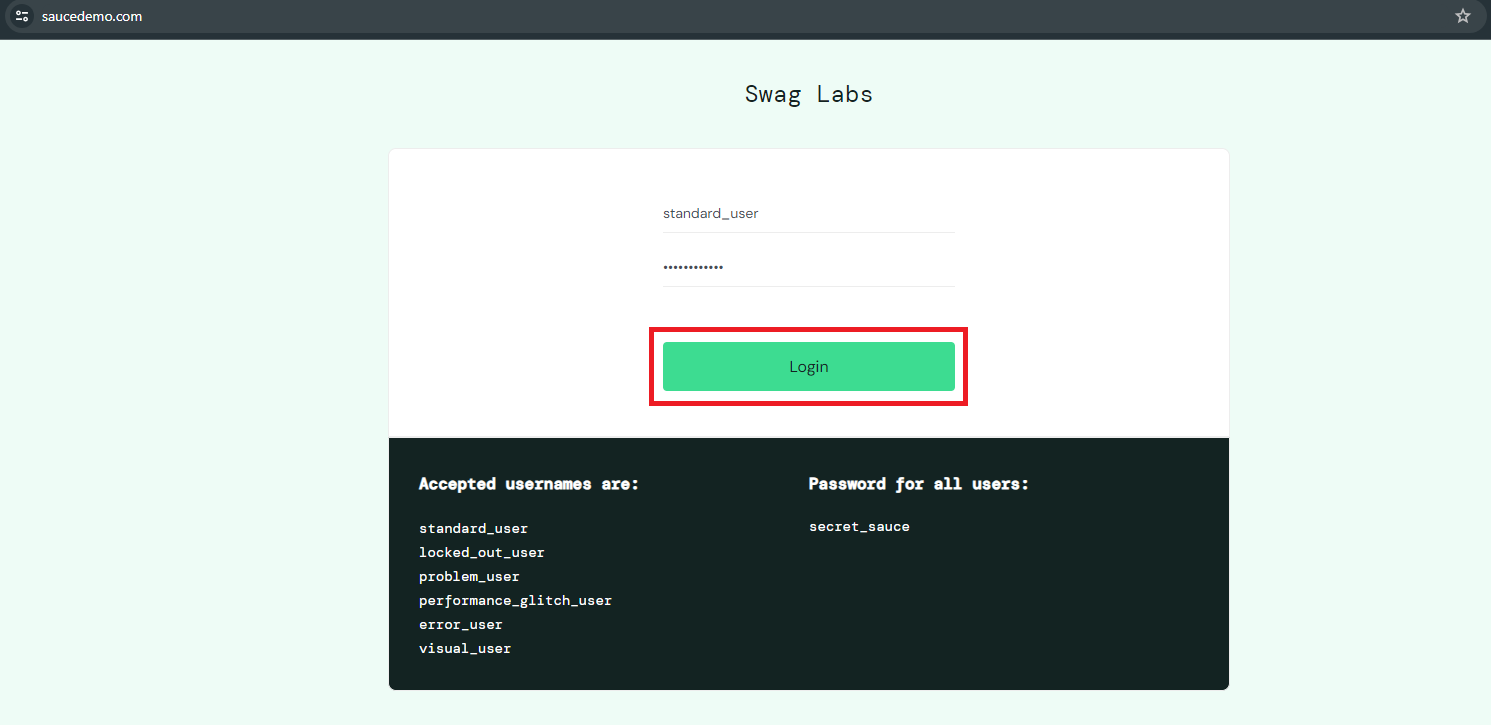 saucedemo.com
Swag Labs
standard_user
••••••••••••
Login
Accepted usernames are:
standard_user
locked_out_user
problem_user
performance_glitch_user
error_user
visual_user
Password for all users:
secret_sauce